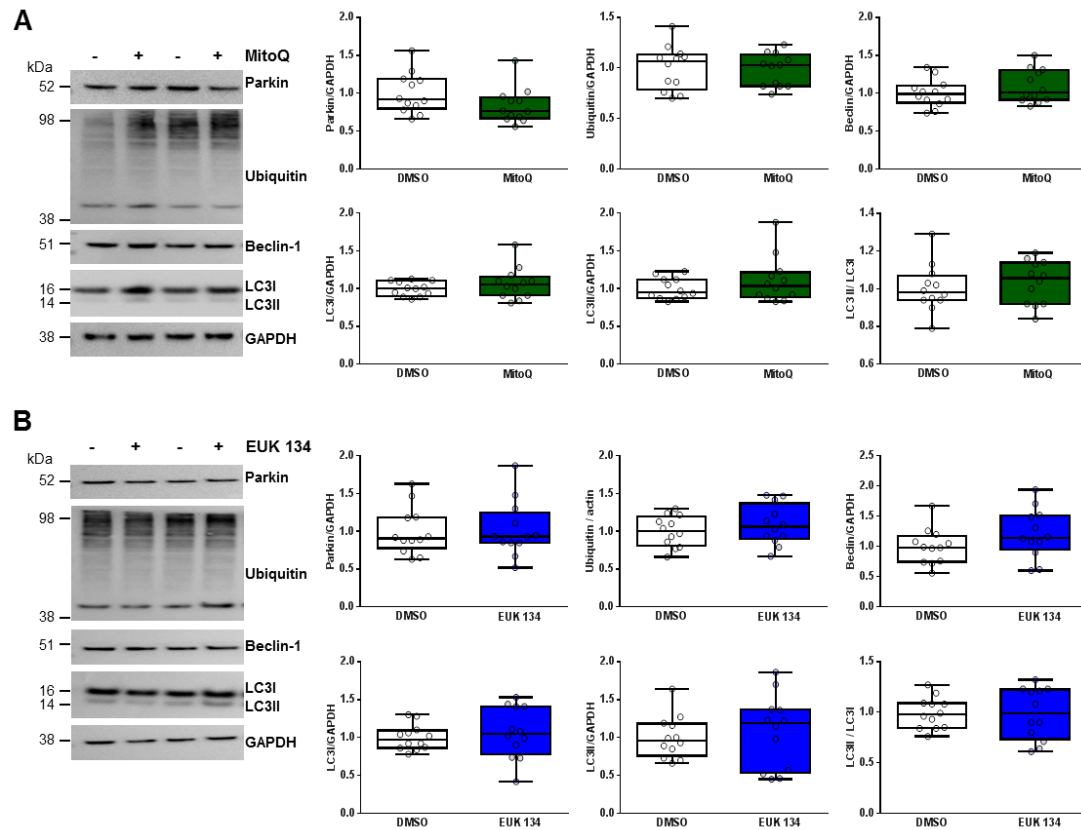 A
- + - + MitoQ
kDa
52 Parkin
98
Ubiquitin
38
51 Beclin-1
16 LC3I
14 LC3II
38 GAPDH
Parkin/GAPDH
2.0
1.5
1.0
0.5
0.0
DMSO MitoQ
Ubiquitin/GAPDH
2.0
1.5
1.0
0.5
0.0
DMSO MitoQ
Beclin/GAPDH
2.0
1.5
1.0
0.5
0.0
DMSO MitoQ
LC3I/GAPDH
2.0
1.5
1.0
0.5
0.0
DMSO MitoQ
LC3II/GAPDH
2.0
1.5
1.0
0.5
0.0
DMSO MitoQ
LC3II/ LC3I
1.4
1.2
1.0
0.8
0.6
DMSO MitoQ
B
- + - + EUK 134
kDa
52 Parkin
98
Ubiquitin
38
51 Beclin-1
16 LC3I
14 LC3II
38 GAPDH
Parkin/GAPDH
2.0
1.5
1.0
0.5
0.0
DMSO EUK 134
Ubiquitin / actin
2.0
1.5
1.0
0.5
0.0
DMSO EUK 134
Beclin/GAPDH
2.5
2.0
1.5
1.0
0.5
0.0
DMSO EUK 134
LC3I/GAPDH
2.0
1.5
1.0
0.5
0.0
DMSO EUK 134
LC3II/GAPDH
2.0
1.5
1.0
0.5
0.0
DMSO EUK 134
LC3II / LC3I
1.5
1.0
0.5
0.0
DMSO EUK 134